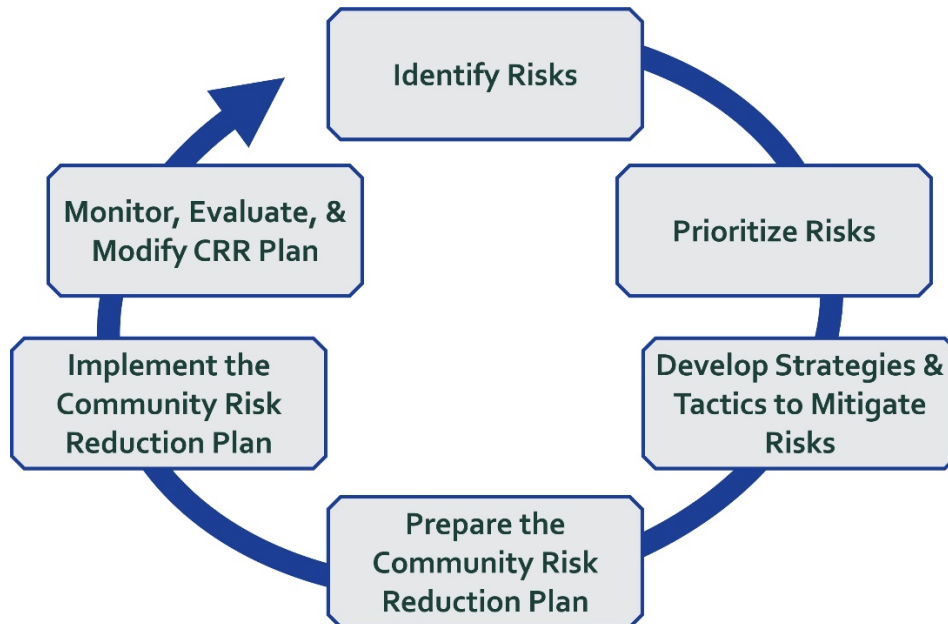 Identify Risks
Prioritize Risks
Develop Strategies &
Tactics to Mitigate
Risks
Prepare the
Community Risk
Reduction Plan
Implement the
Community Risk
Reduction Plan
Monitor, Evaluate, &
Modify CRR Plan